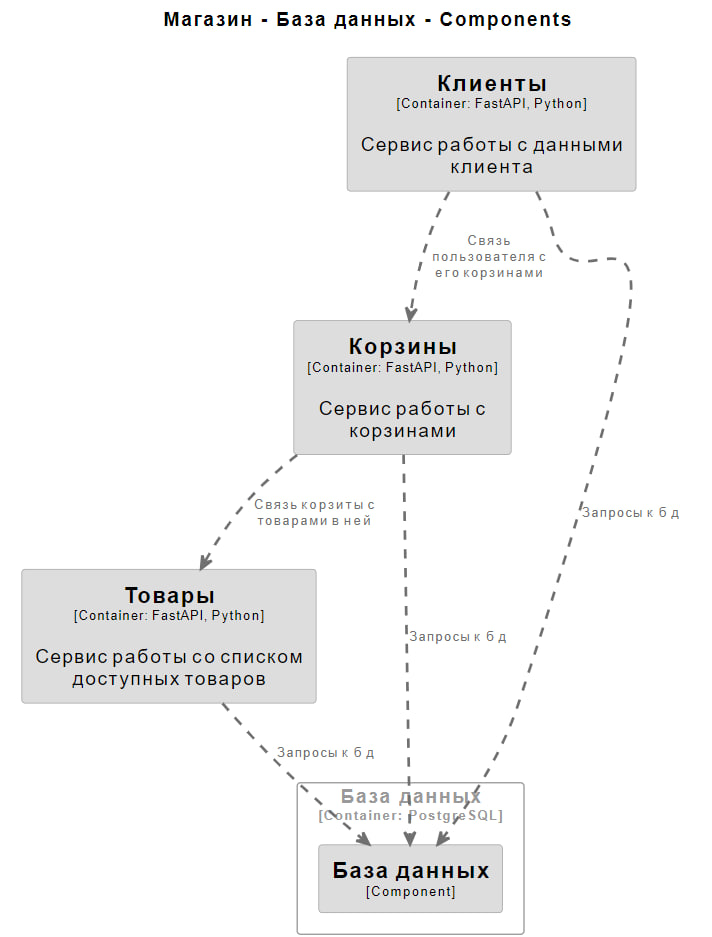 Магазин - База данных - Components
Клиенты
[Container: FastAPI, Python]
Сервис работы с данными
клиента
Связь
пользователя с
его корзинами
Корзины
[Container: FastAPI, Python]
Сервис работы с
корзинами
Связь корзиты с
товарами в ней
Запросы к б д
Товары
[Container: FastAPI, Python]
Сервис работы со списком
доступных товаров
Запросы к б д
Запросы к б д
База данных
[Container: PostgreSQL]
База данных
[Component]